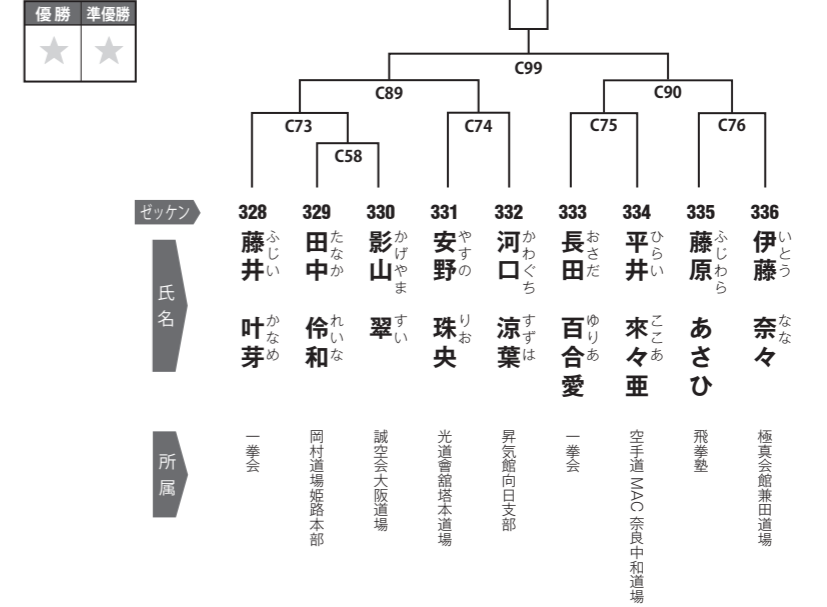 優勝 準優勝
C99
C89 C90
C73 C74 C75 C76
C58
ゼッケン 328 329 330 331 332 333 334 335 336
氏名
藤井 叶芽 ふじい かなめ
田中 伶和 たなか れいな
影山 翠 かげやま すい
安野 珠央 やすの りお
河口 涼葉 かわぐち すずは
長田 百合愛 おさだ ゆりあ
平井 來々亜 ひらい ここあ
藤原 あさひ ふじわら
伊藤 奈々 いとう なな
所属
一拳会
岡村道場姫路本部
誠空会大阪道場
光道會舘塔本道場
昇気館向日支部
一拳会
空手道 MAC 奈良中和道場
飛拳塾
極真会館兼田道場